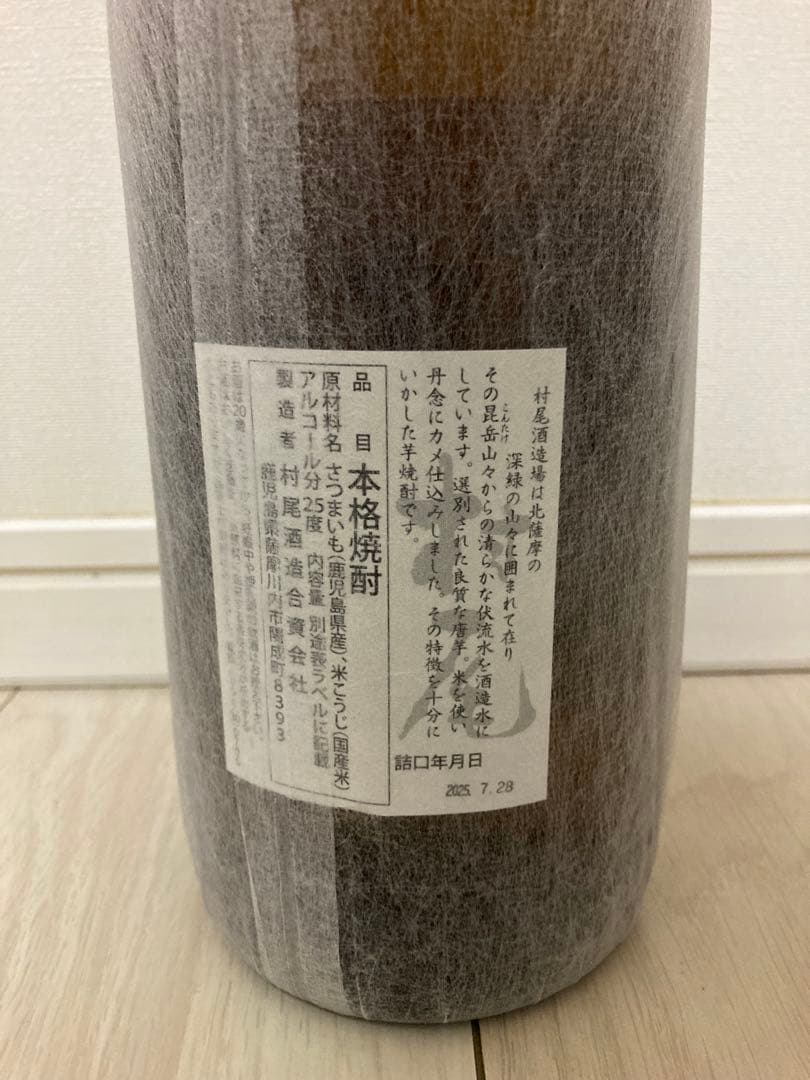 村尾酒造場は北薩摩の
深緑の山々に囲まれて在り
その昆岳山々からの清らかな伏流水を酒造水に
こんたけ
しています。選別された良質な唐芋。米を使い
丹念にカメ仕込みしました。その特徴を十分に
いかした芋焼酎です。
詰口年月日
2025. 7. 28
品目 本格焼酎
原材料名 さつまいも(鹿児島県産)、米こうじ(国産米)
アルコール分 25度 内容量 別途表ラベルに記載
製造者 村尾酒造合資会社
鹿児島県薩摩川内市陽成町8393